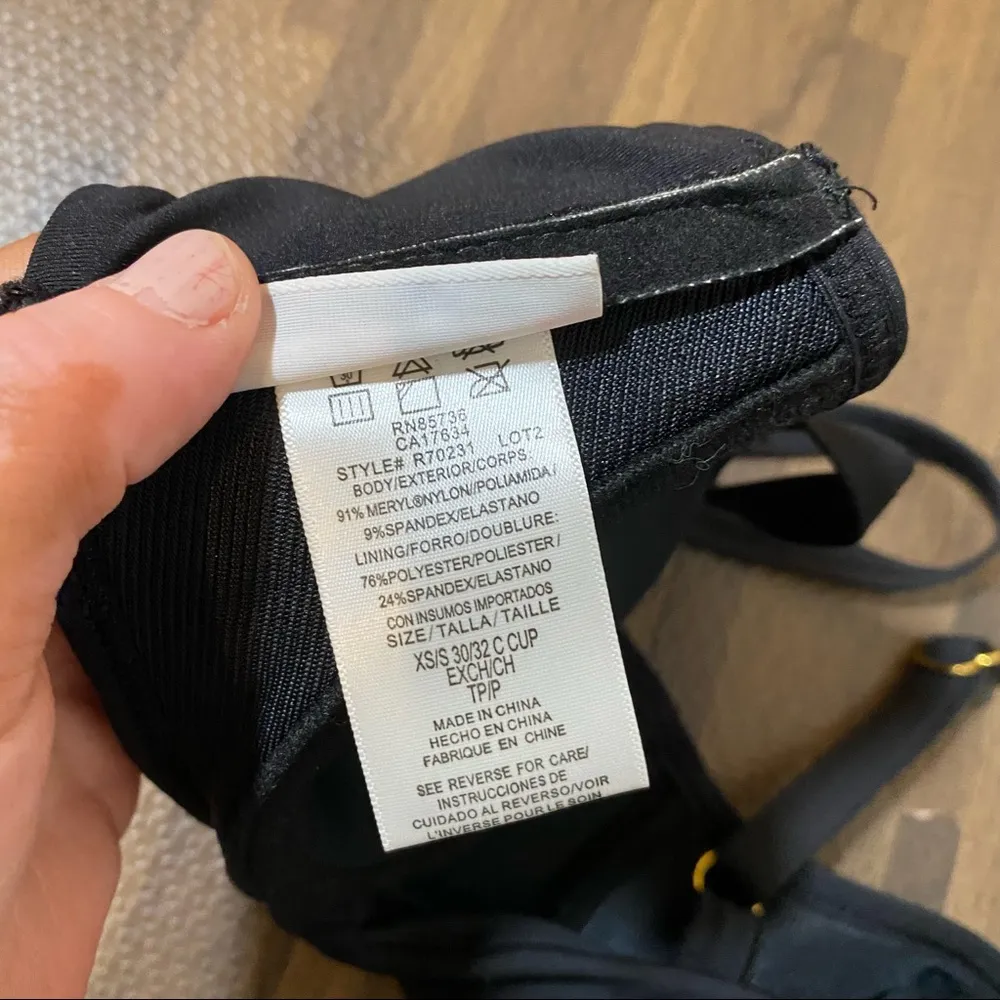 30
RN85736
CA17634
STYLE# R70231 LOT2
BODY/EXTERIOR/CORPS
91% MERYL®NYLON//POLIAMIDA/
9%SPANDEX/ELASTANO
LINING/FORRO/DOUBLURE:
76%POLYESTER/POLIESTER/
24%SPANDEX/ELASTANO
CON INSUMOS IMPORTADOS
SIZE/TALLA/TAILLE
XS/S 30/32 C CUP
EXCH/CH
TP/P
MADE IN CHINA
HECHO EN CHINA
FABRIQUE EN CHINE
SEE REVERSE FOR CARE/
INSTRUCCIONES DE
CUIDADO AL REVERSO/VOIR
L'INVERSE POUR LE SOIN